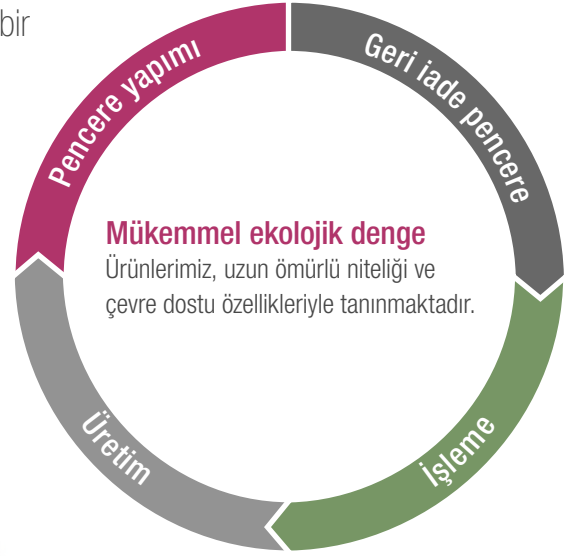 bir
Pencere yapımı
Geri iade pencere
Mükemmel ekolojik denge
Ürünlerimiz, uzun ömürlü niteliği ve
çevre dostu özellikleriyle tanınmaktadır.
Üretim
İşleme